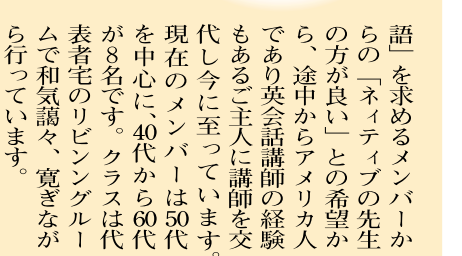 語」を求めるメンバーか
らの「ネィティブの先生
の方が良い」との希望か
ら、途中からアメリカ人
であり英会話講師の経験
もあるご主人に講師を交
代し今に至っています。
現在のメンバーは50代
を中心に、40代から60代
が８名です。クラスは代
表者宅のリビングルー
ムで和気藹々、寛ぎなが
ら行っています。